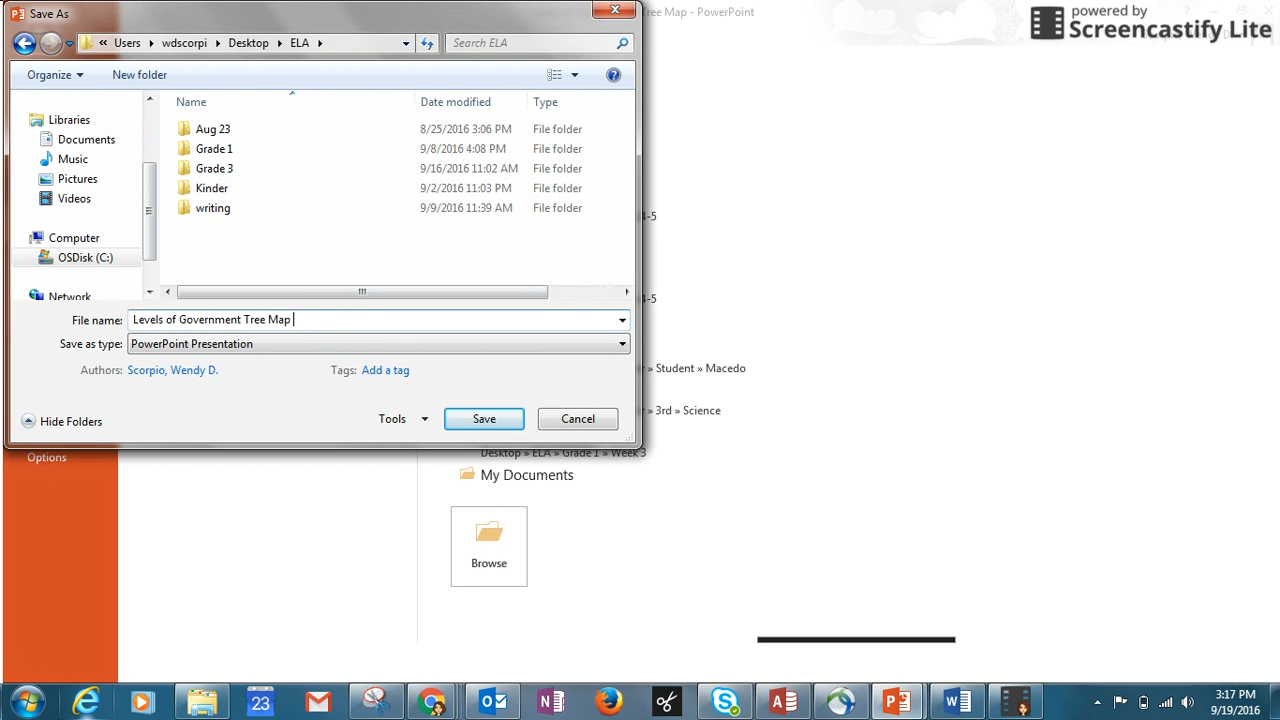 Save As
Tree Map - PowerPoint
powered by
Screencastify Lite
« Users ▸ wdscorpi ▸ Desktop ▸ ELA ▸
Search ELA
Organize
New folder
Name
Date modified
Type
Aug 23 8/25/2016 3:06 PM File folder
Grade 1 9/8/2016 4:08 PM File folder
Grade 3 9/16/2016 11:02 AM File folder
Kinder 9/2/2016 11:03 PM File folder
writing 9/9/2016 11:39 AM File folder
Libraries
Documents
Music
Pictures
Videos
Computer
OSDisk (C:)
Network
4-5
4-5
File name: Levels of Government Tree Map
Save as type: PowerPoint Presentation
Authors: Scorpio, Wendy D.
Tags: Add a tag
» Student » Macedo
» 3rd » Science
Hide Folders
Tools
Save
Cancel
Desktop » ELA » Grade 1 » Week 3
Options
My Documents
Browse
23
3:17 PM
9/19/2016